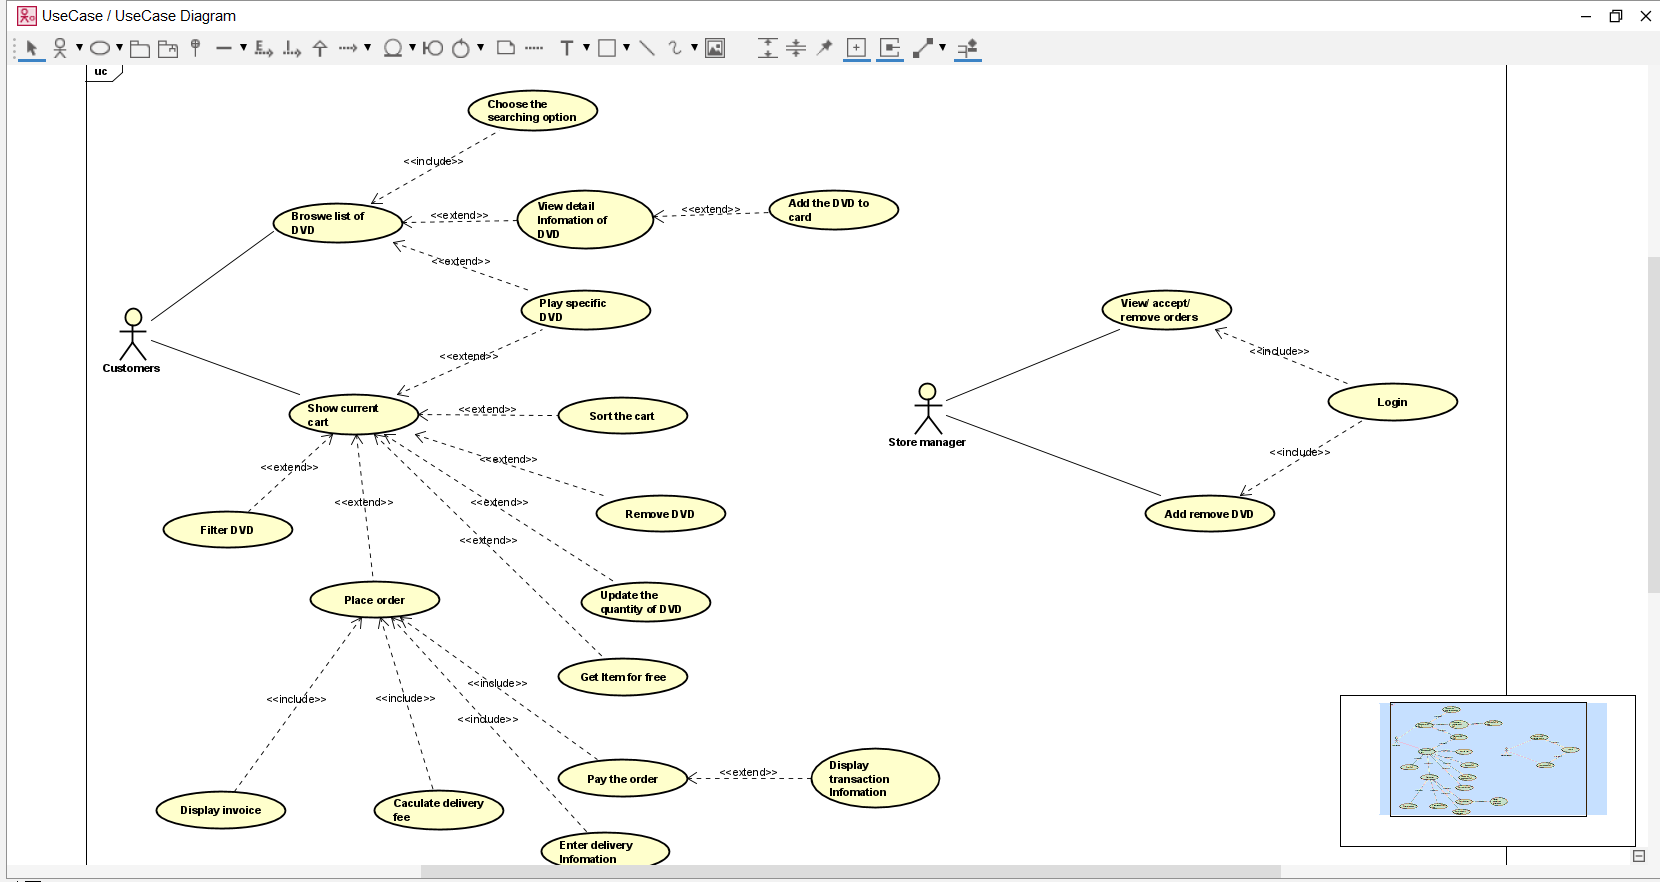 UseCase / UseCase Diagram
uc
Choose the
searching option
<<include>>
Broswe list of
DVD
<<extend>>
View detail
Infomation of
DVD
<<extend>>
Add the DVD to
card
<<extend>>
Play specific
DVD
<<extend>>
Customers
Show current
cart
<<extend>>
Sort the cart
<<extend>>
Filter DVD
<<extend>>
<<extend>>
Remove DVD
<<extend>>
<<extend>>
Place order
Update the
quantity of DVD
Get Item for free
<<include>>
<<include>>
<<include>>
<<include>>
Display invoice
Caculate delivery
fee
Pay the order
<<extend>>
Display
transaction
Infomation
Enter delivery
Infomation
View/ accept/
remove orders
<<include>>
Login
Store manager
<<include>>
Add remove DVD